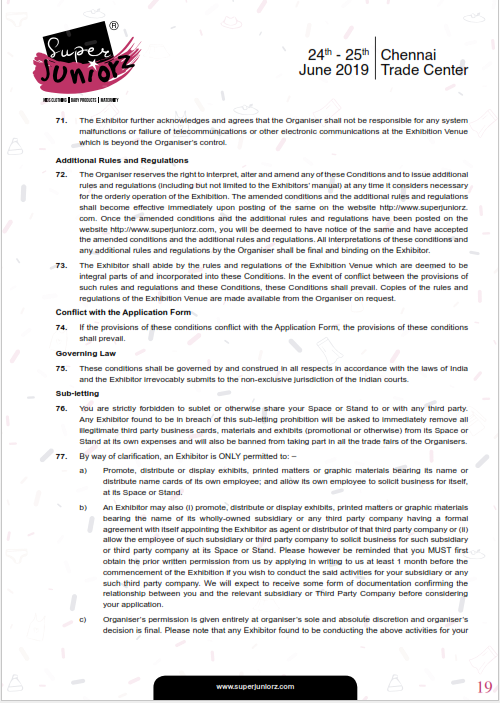 Super ®
Juniorz
KIDS CLOTHING | BABY PRODUCTS | MATERNITY
24th - 25th
June 2019
Chennai
Trade Center
71. The Exhibitor further acknowledges and agrees that the Organiser shall not be responsible for any system
malfunctions or failure of telecommunications or other electronic communications at the Exhibition Venue
which is beyond the Organiser's control.
Additional Rules and Regulations
72. The Organiser reserves the right to interpret, alter and amend any of these Conditions and to issue additional
rules and regulations (including but not limited to the Exhibitors' manual) at any time it considers necessary
for the orderly operation of the Exhibition. The amended conditions and the additional rules and regulations
shall become effective immediately upon posting of the same on the website http://www.superjuniorz.
com. Once the amended conditions and the additional rules and regulations have been posted on the
website http://www.superjuniorz.com, you will be deemed to have notice of the same and have accepted
the amended conditions and the additional rules and regulations. All interpretations of these conditions and
any additional rules and regulations by the Organiser shall be final and binding on the Exhibitor.
73. The Exhibitor shall abide by the rules and regulations of the Exhibition Venue which are deemed to be
integral parts of and incorporated into these Conditions. In the event of conflict between the provisions of
such rules and regulations and these Conditions, these Conditions shall prevail. Copies of the rules and
regulations of the Exhibition Venue are made available from the Organiser on request.
Conflict with the Application Form
74. If the provisions of these conditions conflict with the Application Form, the provisions of these conditions
shall prevail.
Governing Law
75. These conditions shall be governed by and construed in all respects in accordance with the laws of India
and the Exhibitor irrevocably submits to the non-exclusive jurisdiction of the Indian courts.
Sub-letting
76. You are strictly forbidden to sublet or otherwise share your Space or Stand to or with any third party.
Any Exhibitor found to be in breach of this sub-letting prohibition will be asked to immediately remove all
illegitimate third party business cards, materials and exhibits (promotional or otherwise) from its Space or
Stand at its own expenses and will also be banned from taking part in all the trade fairs of the Organisers.
77. By way of clarification, an Exhibitor is ONLY permitted to: –
a) Promote, distribute or display exhibits, printed matters or graphic materials bearing its name or
distribute name cards of its own employee; and allow its own employee to solicit business for itself,
at its Space or Stand.
b) An Exhibitor may also (i) promote, distribute or display exhibits, printed matters or graphic materials
bearing the name of its wholly-owned subsidiary or any third party company having a formal
agreement with itself appointing the Exhibitor as agent or distributor of that third party company or (ii)
allow the employee of such subsidiary or third party company to solicit business for such subsidiary
or third party company at its Space or Stand. Please however be reminded that you MUST first
obtain the prior written permission from us by applying in writing to us at least 1 month before the
commencement of the Exhibition if you wish to conduct the said activities for your subsidiary or any
such third party company. We will expect to receive some form of documentation confirming the
relationship between you and the relevant subsidiary or Third Party Company before considering
your application.
c) Organiser's permission is given entirely at organiser's sole and absolute discretion and organiser's
decision is final. Please note that any Exhibitor found to be conducting the above activities for your
www.superjuniorz.com
19